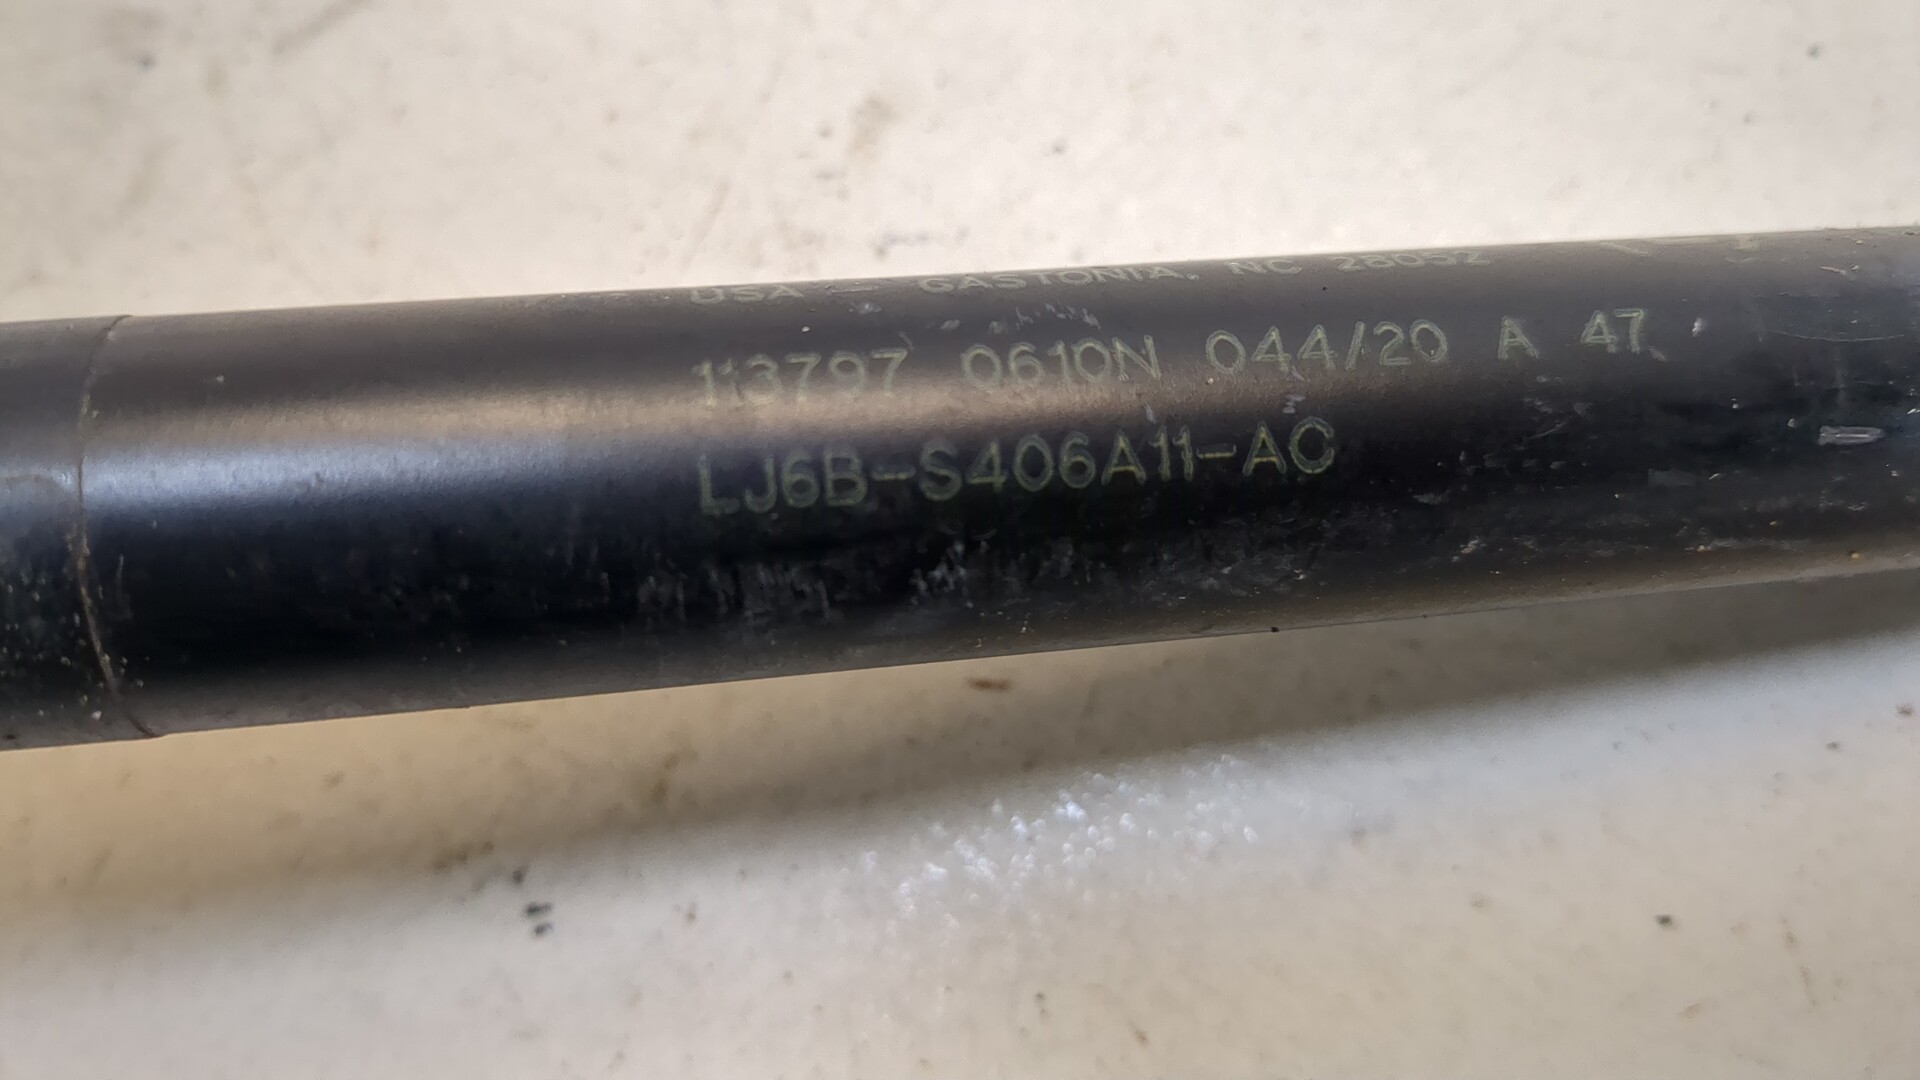 USA - GASTONIA, NC 28052
113797 0610N 044/20 A 47
LJ6B-S406A11-AC